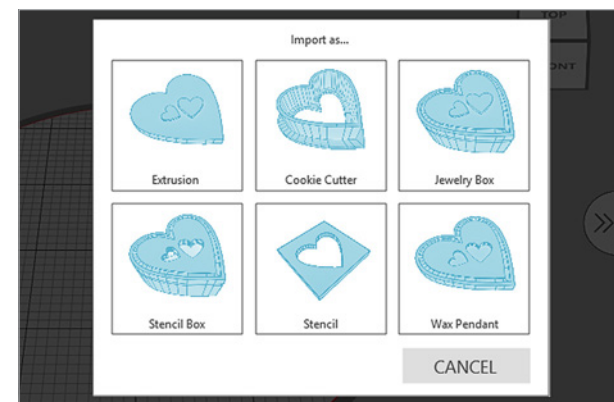 TOP
Import as...
ONT
Extrusion
Cookie Cutter
Jewelry Box
Stencil Box
Stencil
Wax Pendant
CANCEL